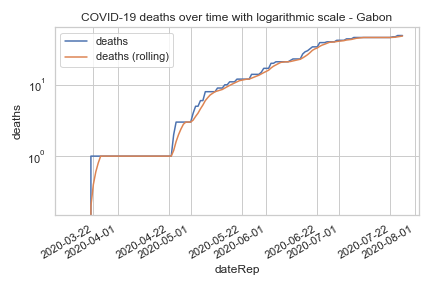 COVID-19 deaths over time with logarithmic scale - Gabon
deaths
deaths (rolling)
10¹
10⁰
deaths
2020-03-22
2020-04-01
2020-04-22
2020-05-01
2020-05-22
2020-06-01
2020-06-22
2020-07-01
2020-07-22
2020-08-01
dateRep